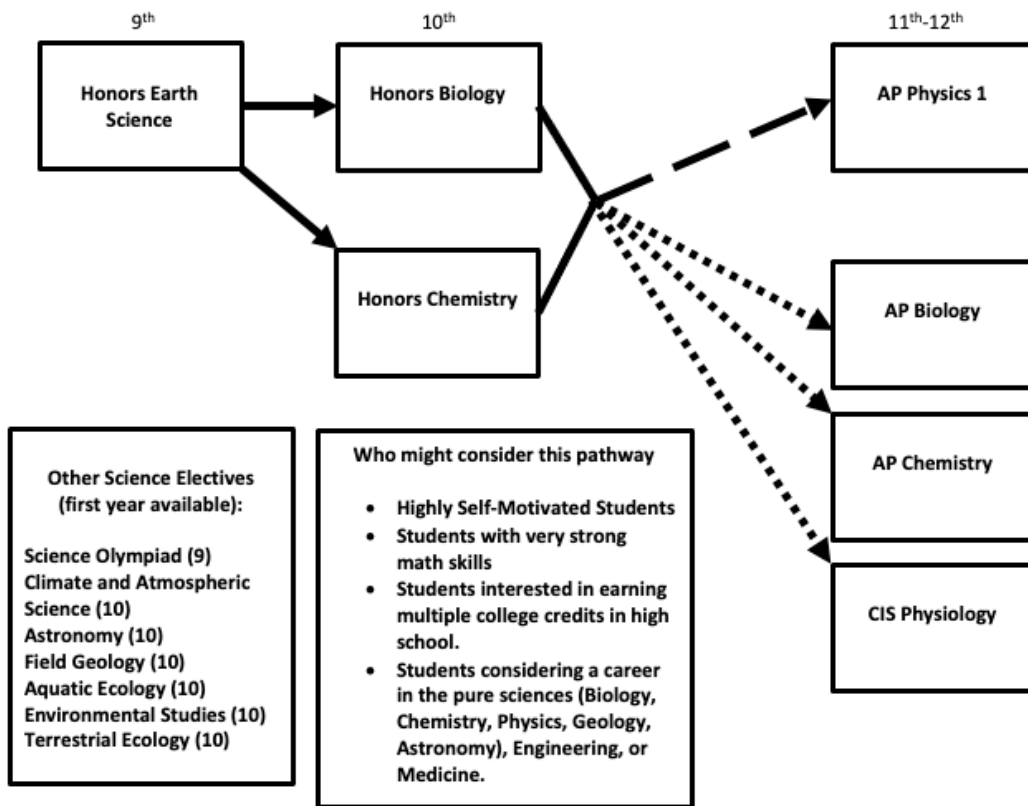 9th
10th
11th-12th
Honors Earth
Science
Honors Biology
AP Physics 1
Honors Chemistry
AP Biology
AP Chemistry
CIS Physiology
Other Science Electives
(first year available):
Science Olympiad (9)
Climate and Atmospheric
Science (10)
Astronomy (10)
Field Geology (10)
Aquatic Ecology (10)
Environmental Studies (10)
Terrestrial Ecology (10)
Who might consider this pathway
• Highly Self-Motivated Students
• Students with very strong
math skills
• Students interested in earning
multiple college credits in high
school.
• Students considering a career
in the pure sciences (Biology,
Chemistry, Physics, Geology,
Astronomy), Engineering, or
Medicine.